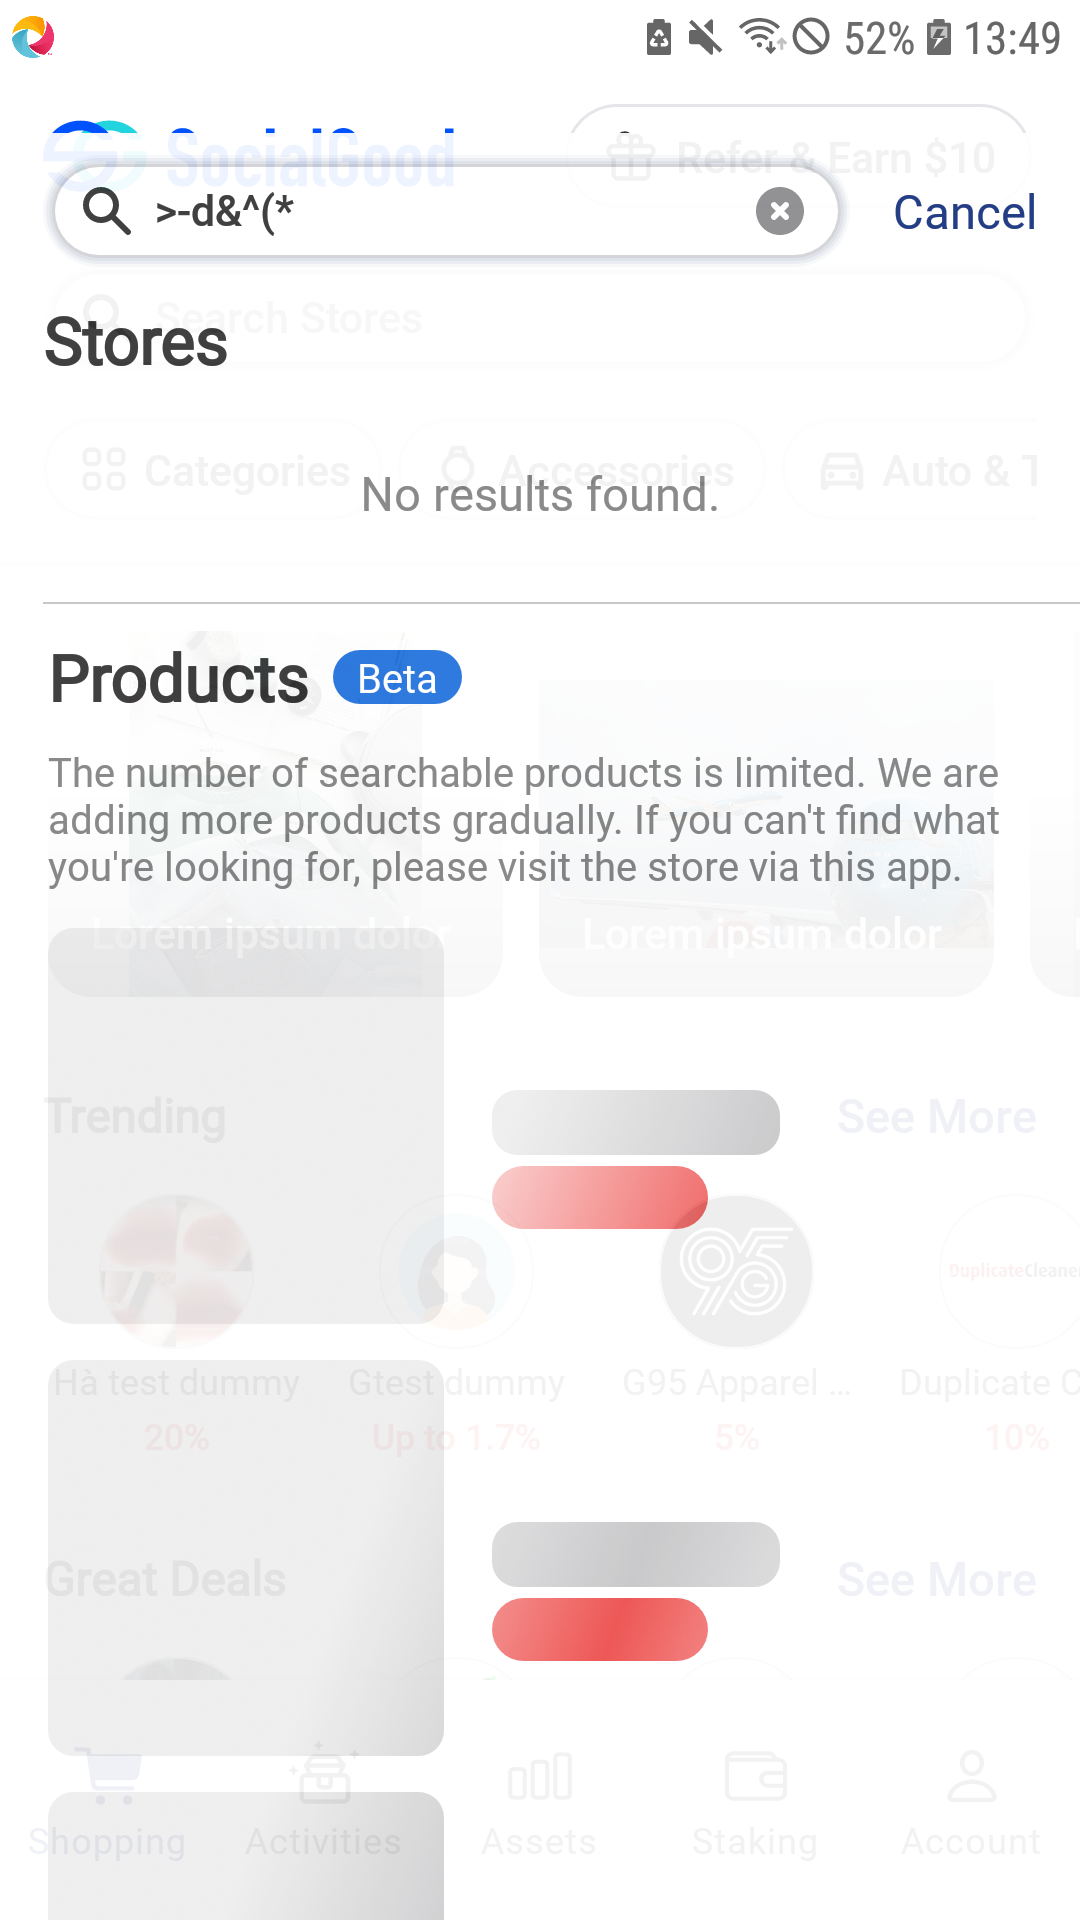 52% 13:49
SocialGood
Refer & Earn $10
>-d&^(*
Cancel
Search Stores
Stores
Categories
Accessories
Auto & T
No results found.
Products
Beta
The number of searchable products is limited. We are
adding more products gradually. If you can't find what
you're looking for, please visit the store via this app.
Lorem ipsum dolor
Lorem ipsum dolor
Trending
See More
G95
DuplicateCleaner
Hà test dummy
Gtest dummy
G95 Apparel ...
Duplicate C
20%
Up to 1.7%
5%
10%
Great Deals
See More
Shopping
Activities
Assets
Staking
Account